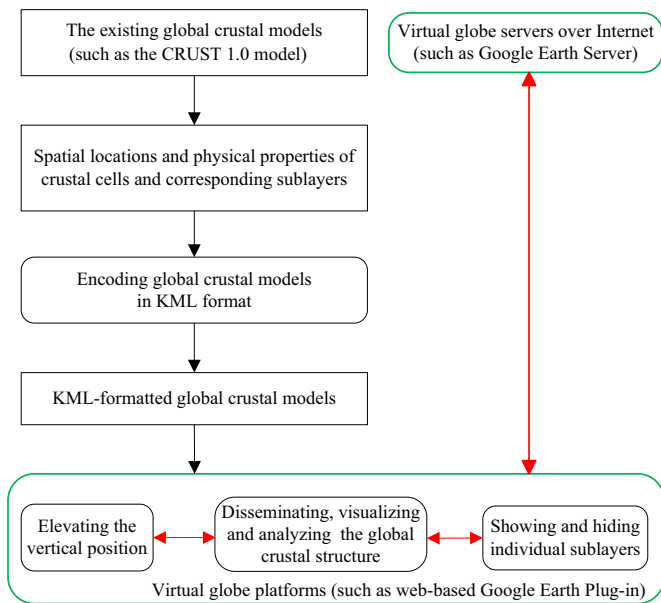 The existing global crustal models
(such as the CRUST 1.0 model)
Virtual globe servers over Internet
(such as Google Earth Server)
Spatial locations and physical properties of
crustal cells and corresponding sublayers
Encoding global crustal models
in KML format
KML-formatted global crustal models
Elevating the
vertical position
Disseminating, visualizing
and analyzing the global
crustal structure
Showing and hiding
individual sublayers
Virtual globe platforms (such as web-based Google Earth Plug-in)